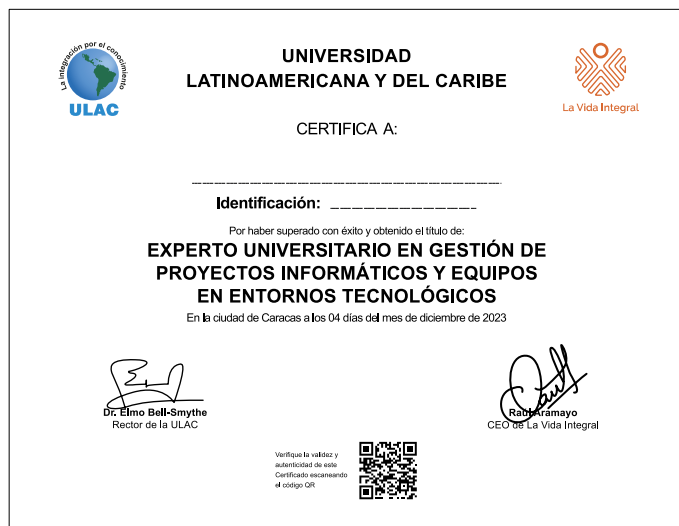 La integración por el conocimiento
ULAC
UNIVERSIDAD
LATINOAMERICANA Y DEL CARIBE
La Vida Integral
CERTIFICA A:
Identificación:
Por haber superado con éxito y obtenido el título de:
EXPERTO UNIVERSITARIO EN GESTIÓN DE
PROYECTOS INFORMÁTICOS Y EQUIPOS
EN ENTORNOS TECNOLÓGICOS
En la ciudad de Caracas a los 04 días del mes de diciembre de 2023
Dr. Elmo Bell-Smythe
Rector de la ULAC
Raúl Aramayo
CEO de La Vida Integral
Verifique la validez y
autenticidad de este
Certificado escaneando
el código QR